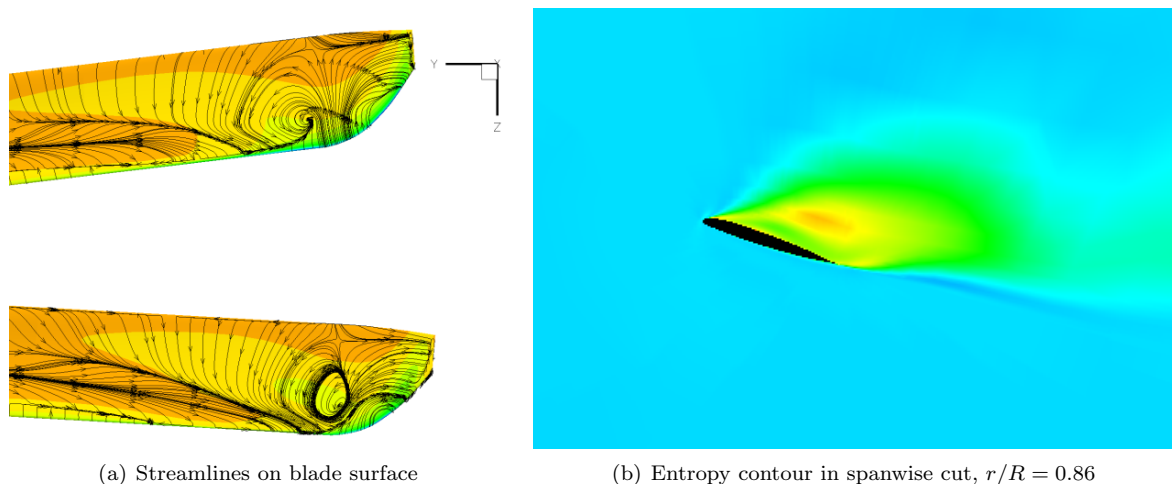 Y
X
Z
(a) Streamlines on blade surface
(b) Entropy contour in spanwise cut, r/R = 0.86